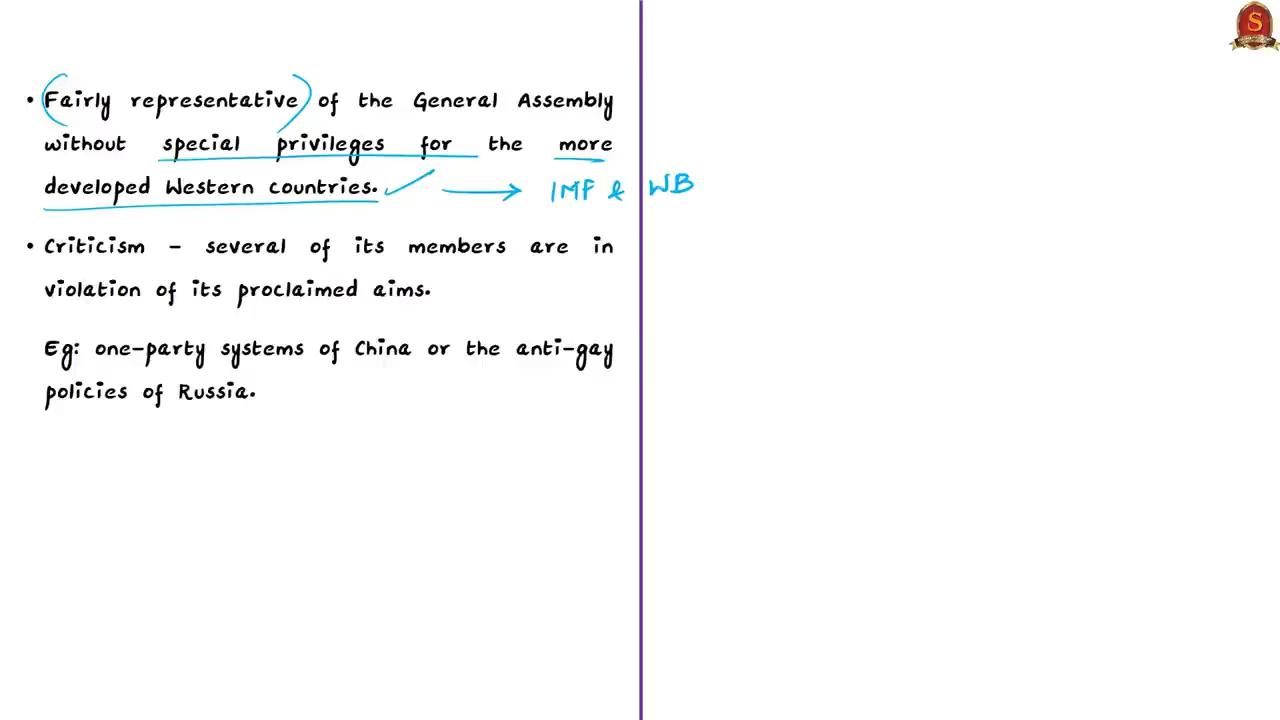 • Fairly representative of the General Assembly
without special privileges for the more
developed Western countries.
IMF & WB
• Criticism – several of its members are in
violation of its proclaimed aims.
Eg: one-party systems of China or the anti-gay
policies of Russia.
S